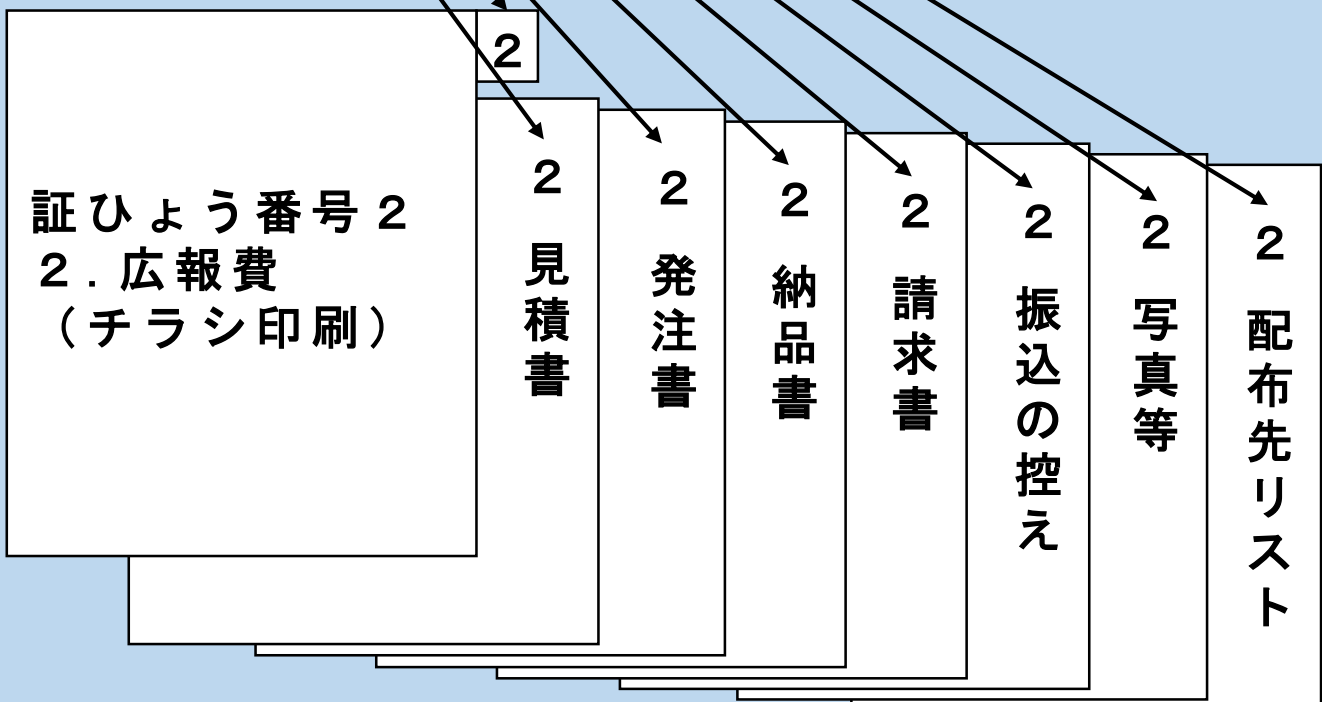 証ひょう番号２
２.広報費
（チラシ印刷）
２
２ 見積書
２ 発注書
２ 納品書
２ 請求書
２ 振込の控え
２ 写真等
２ 配布先リスト